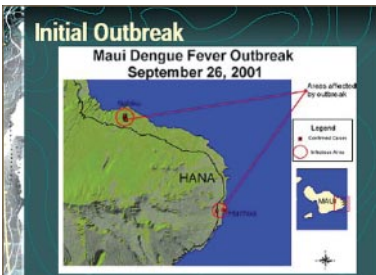 Initial Outbreak
Maui Dengue Fever Outbreak
September 26, 2001
Areas affected
by outbreak
Legend
Confirmed Cases
Infectious Area
HANA
MAUI